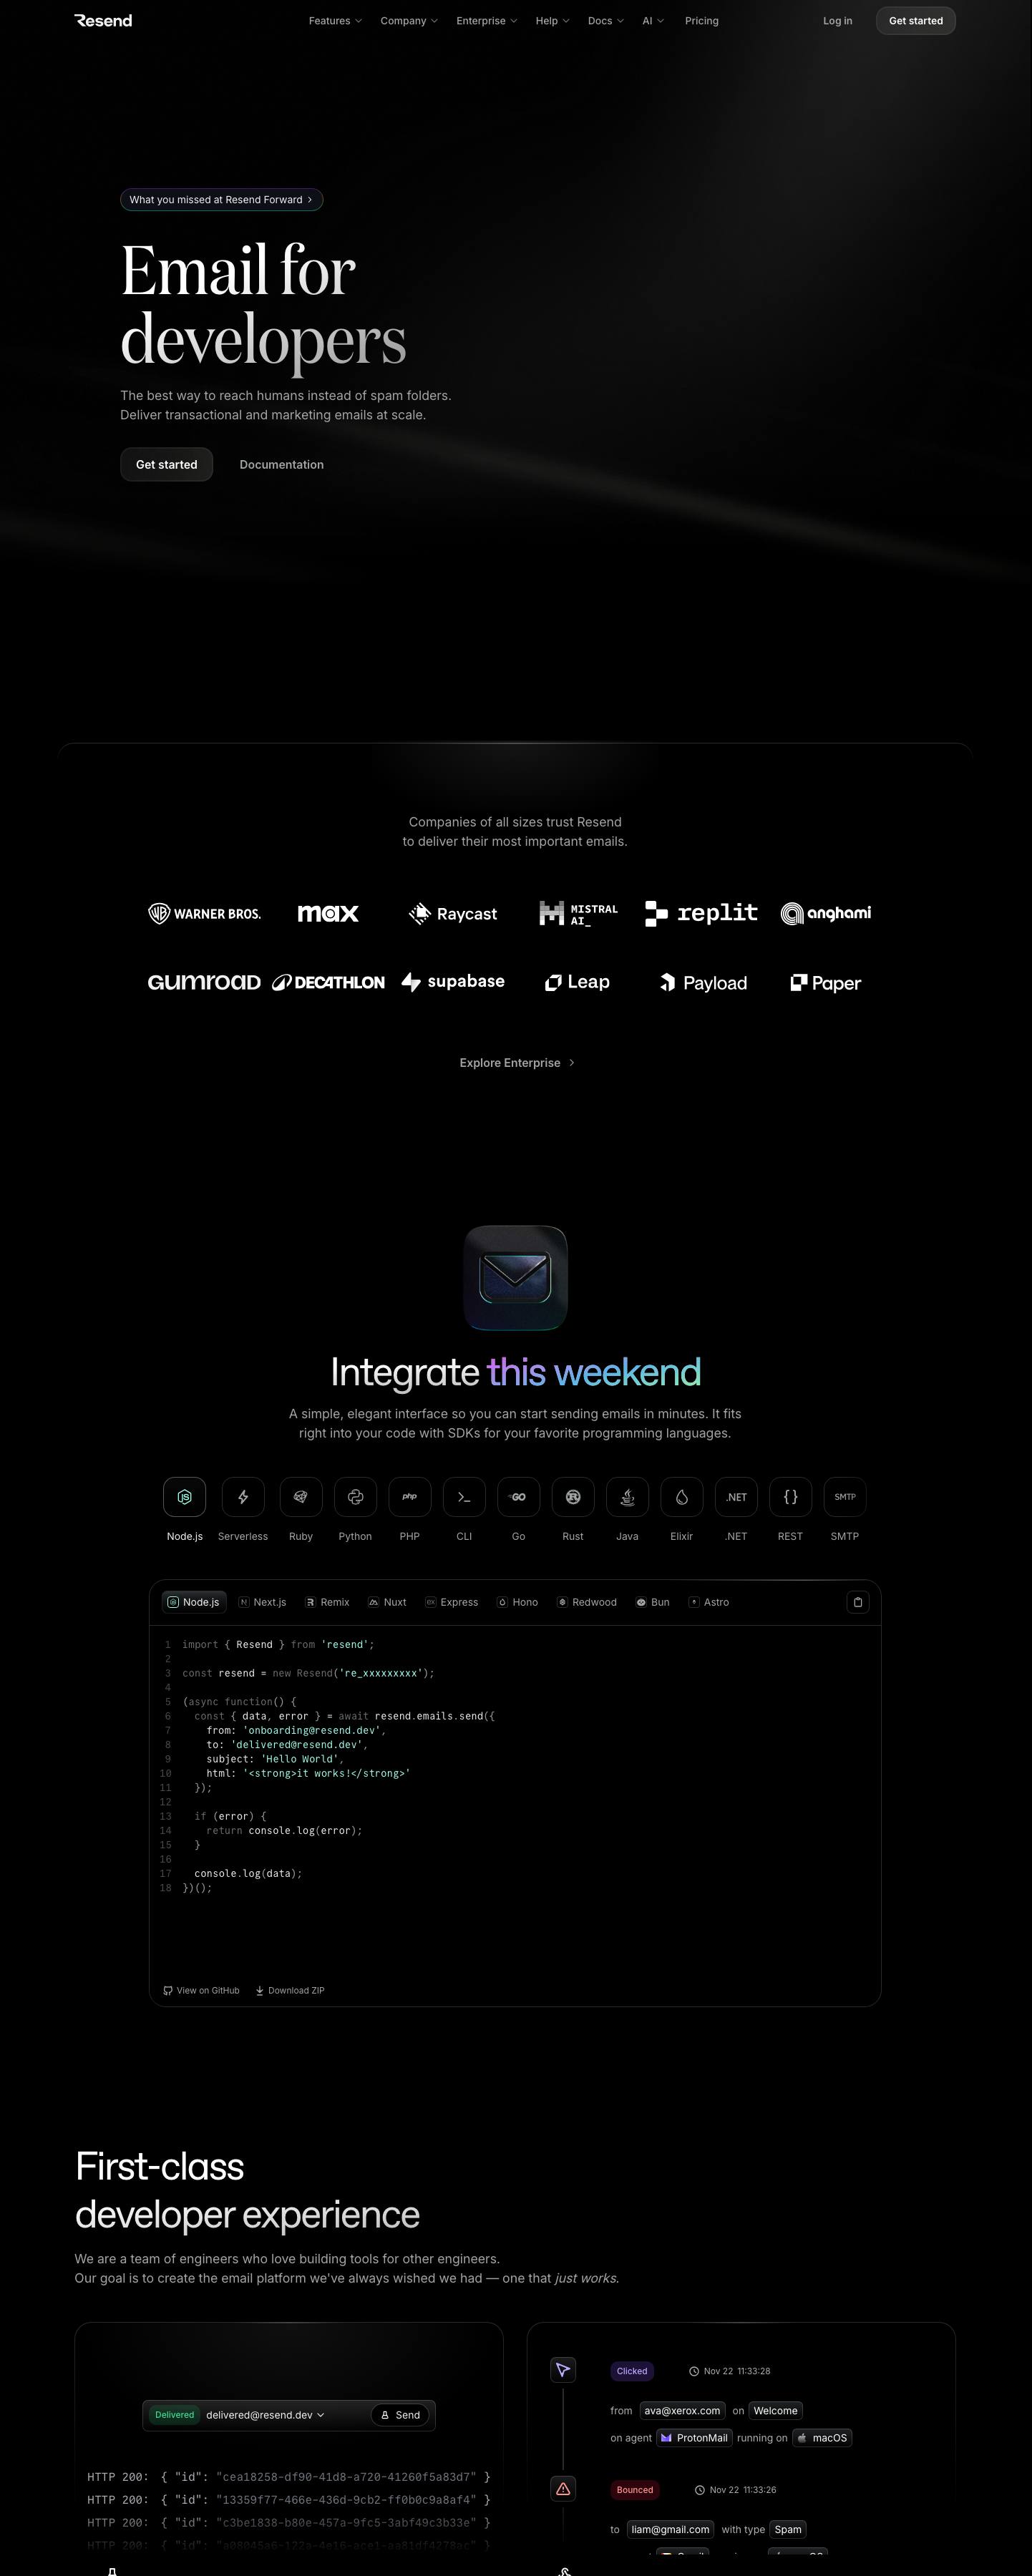 Resend
Features
Company
Enterprise
Help
Docs
AI
Pricing
Log in
Get started
What you missed at Resend Forward
Email for
developers
The best way to reach humans instead of spam folders.
Deliver transactional and marketing emails at scale.
Get started
Documentation
Companies of all sizes trust Resend
to deliver their most important emails.
WB WARNER BROS.
max
Raycast
MISTRAL
AI_
replit
anghami
GUMROAD
DECATHLON
supabase
Leap
Payload
Paper
Explore Enterprise
Integrate this weekend
A simple, elegant interface so you can start sending emails in minutes. It fits
right into your code with SDKs for your favorite programming languages.
JS
php
GO
.NET
SMTP
Node.js
Serverless
Ruby
Python
PHP
CLI
Go
Rust
Java
Elixir
.NET
REST
SMTP
Node.js
Next.js
Remix
Nuxt
Express
Hono
Redwood
Bun
Astro
1 import { Resend } from 'resend';
2
3 const resend = new Resend('re_xxxxxxxxx');
4
5 (async function() {
6 const { data, error } = await resend.emails.send({
7 from: 'onboarding@resend.dev',
8 to: 'delivered@resend.dev',
9 subject: 'Hello World',
10 html: '<strong>it works!</strong>'
11 });
12
13 if (error) {
14 return console.log(error);
15 }
16
17 console.log(data);
18 })();
View on GitHub
Download ZIP
First-class
developer experience
We are a team of engineers who love building tools for other engineers.
Our goal is to create the email platform we've always wished we had — one that just works.
Delivered
delivered@resend.dev
Send
HTTP 200: { "id": "cea18258-df90-41d8-a720-41260f5a83d7" }
HTTP 200: { "id": "13359f77-466e-436d-9cb2-ff0b0c9a8af4" }
HTTP 200: { "id": "c3be1838-b80e-457a-9fc5-3abf49c3b33e" }
HTTP 200: { "id":
Clicked
Nov 22 11:33:28
from ava@xerox.com on Welcome
on agent ProtonMail running on macOS
Bounced
Nov 22 11:33:26
to liam@gmail.com with type Spam